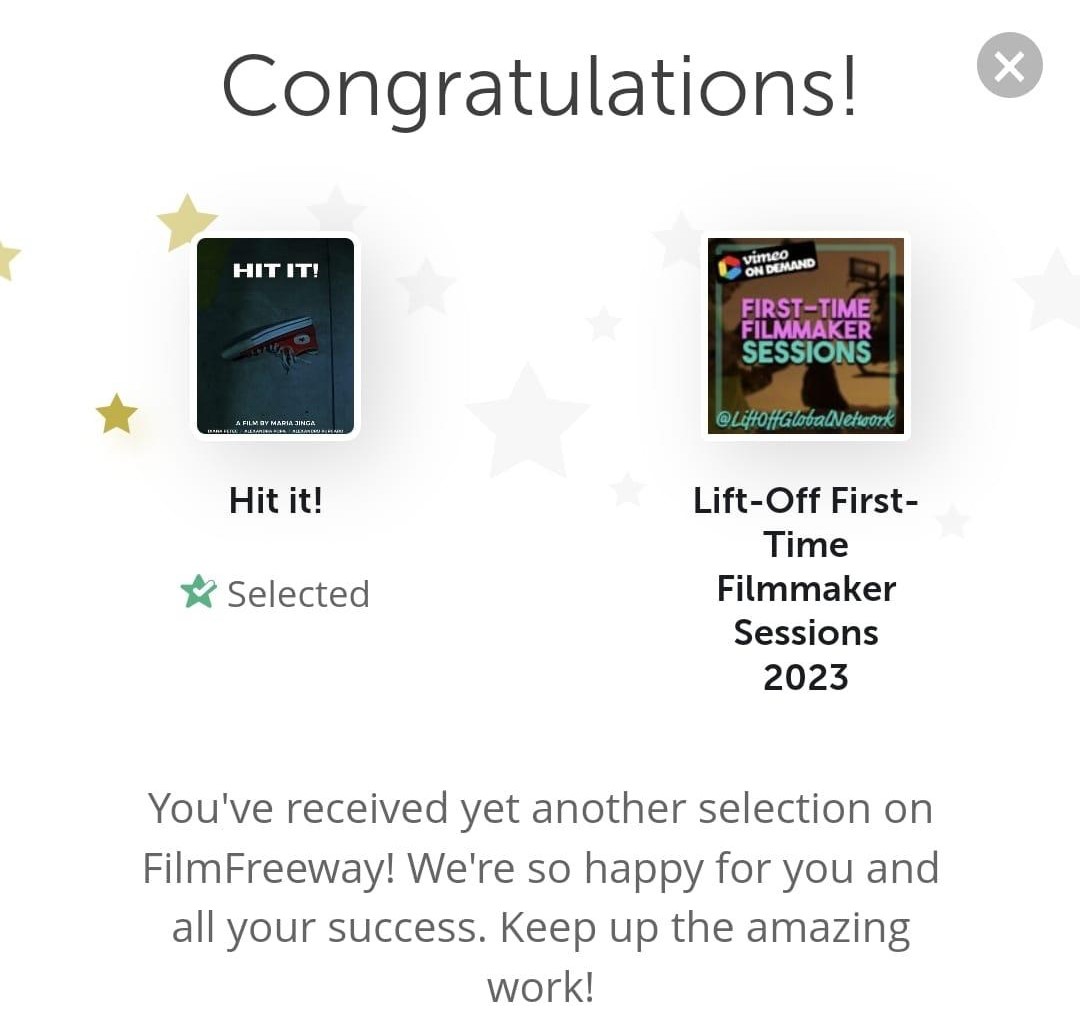 Congratulations!
HIT IT!
A FILM BY MARIA JINGA
vimeo
ON DEMAND
FIRST-TIME
FILMMAKER
SESSIONS
@LiftOffGlobalNetwork
Hit it!
Selected
Lift-Off First-
Time
Filmmaker
Sessions
2023
You've received yet another selection on
FilmFreeway! We're so happy for you and
all your success. Keep up the amazing
work!